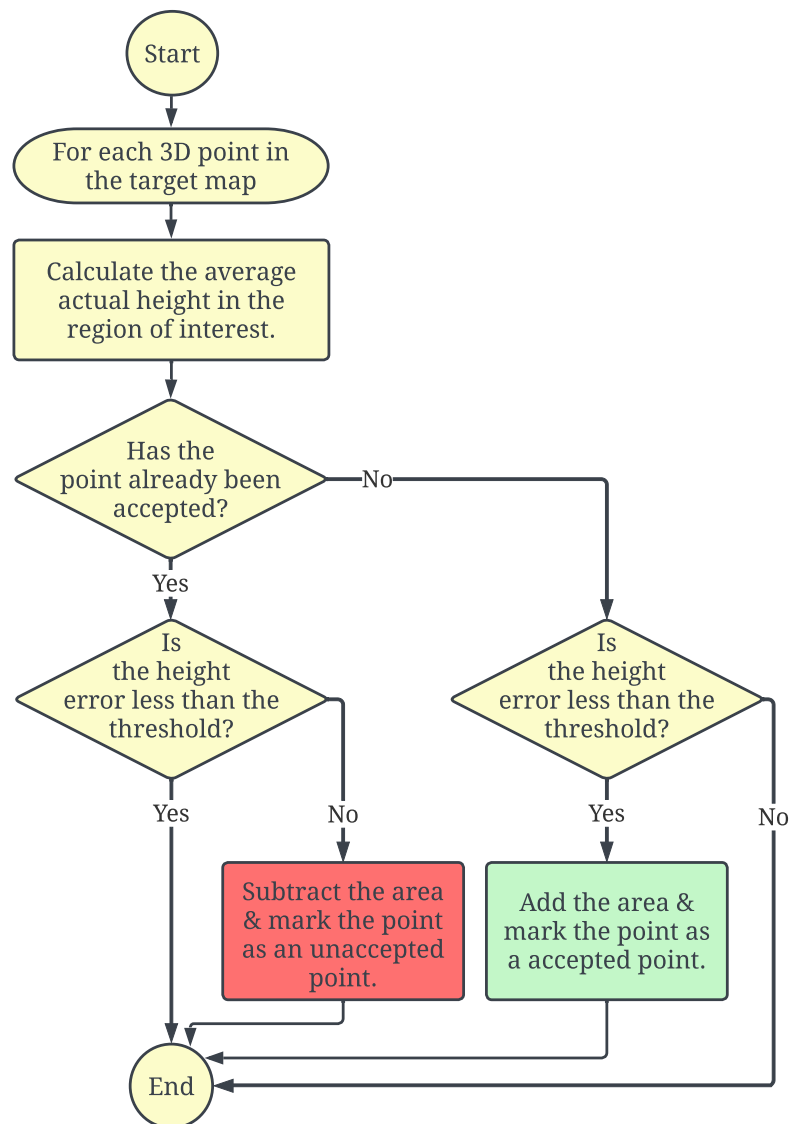 Start
For each 3D point in
the target map
Calculate the average
actual height in the
region of interest.
Has the
point already been
accepted?
No
Yes
Is
the height
error less than the
threshold?
Is
the height
error less than the
threshold?
Yes
No
Yes
No
Subtract the area
& mark the point
as an unaccepted
point.
Add the area &
mark the point as
a accepted point.
End